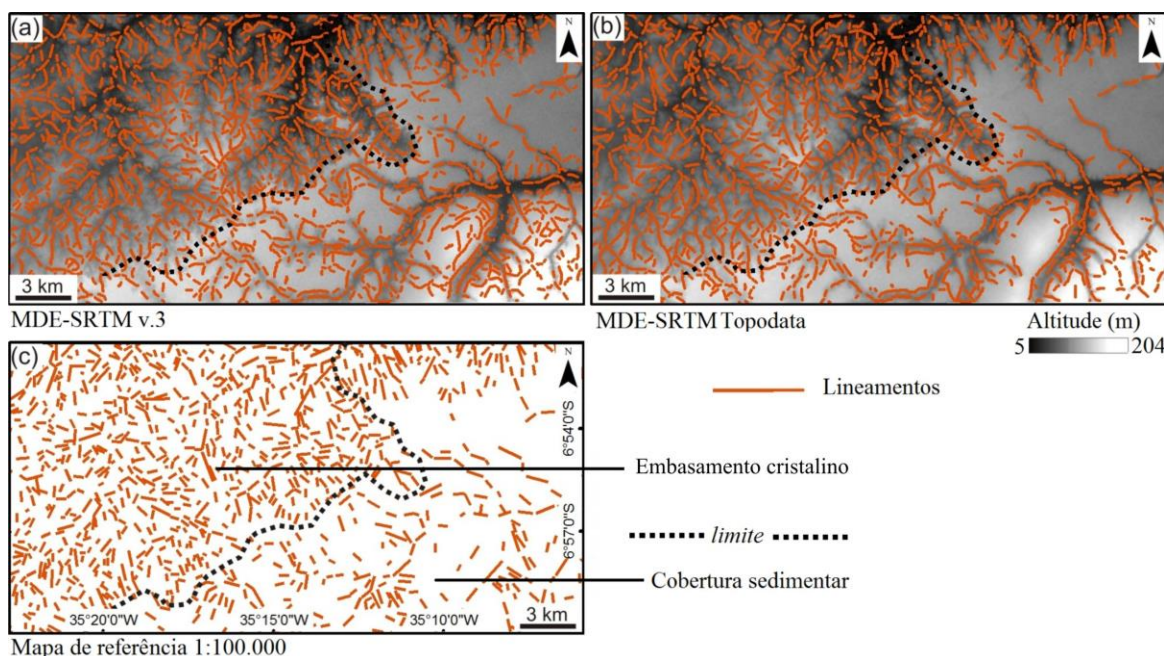 (a)
N
3 km
MDE-SRTM v.3
(b)
N
3 km
MDE-SRTM Topodata
Altitude (m)
5
204
(c)
N
6°54'0"S
6°57'0"S
35°20'0"W
35°15'0"W
35°10'0"W
3 km
Mapa de referência 1:100.000
Lineamentos
Embasamento cristalino
limite
Cobertura sedimentar